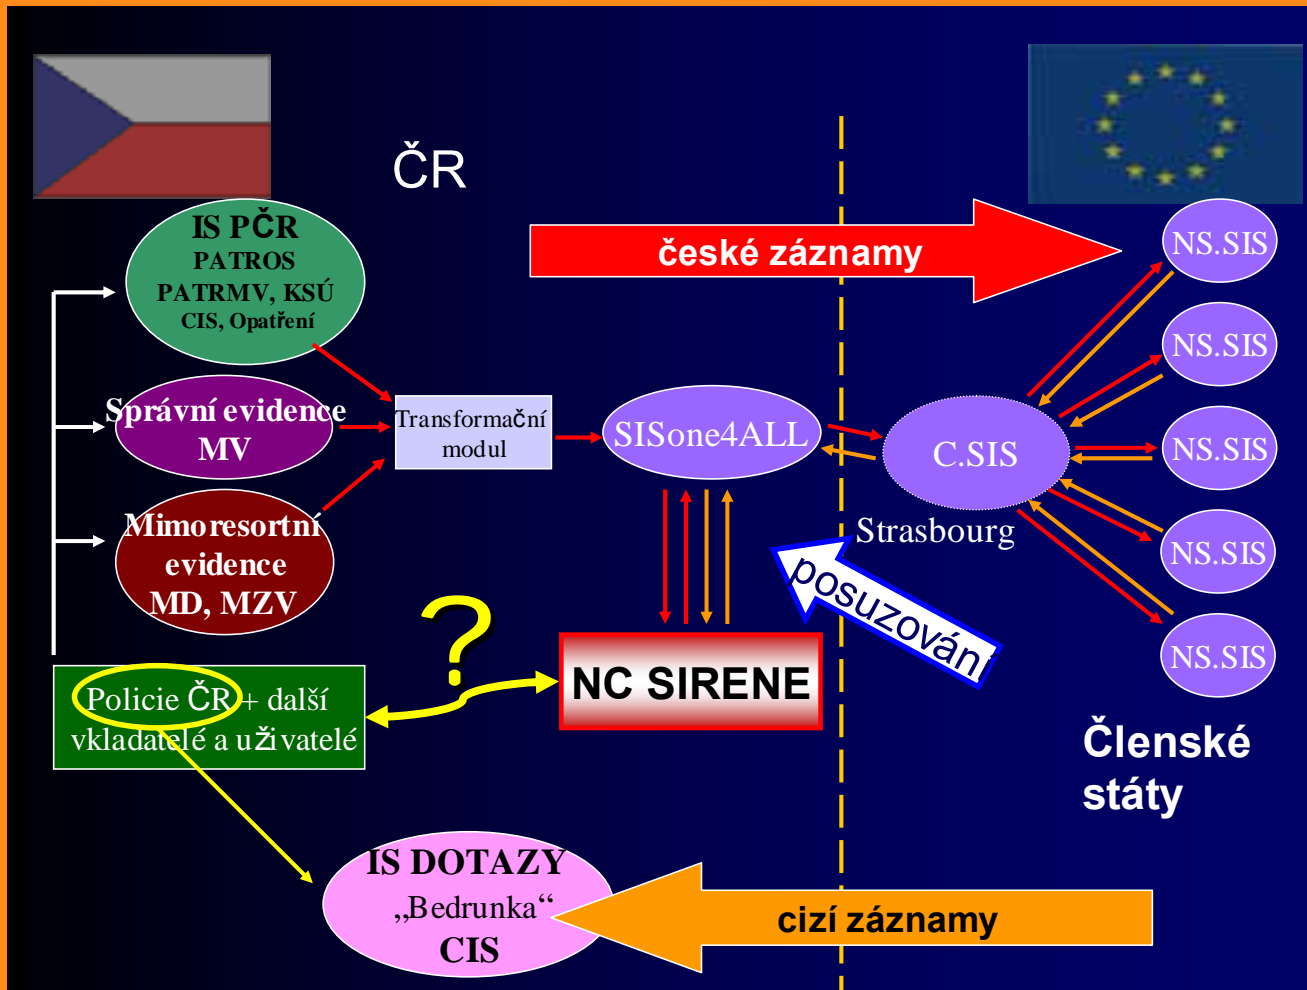 ČR
IS PČR
PATROS
PATRMV, KSÚ
CIS, Opatření
české záznamy
NS.SIS
NS.SIS
Správní evidence
MV
Transformační
modul
SISone4ALL
C.SIS
NS.SIS
Strasbourg
Mimoresortní
evidence
MD, MZV
NS.SIS
posuzování
?
NC SIRENE
NS.SIS
Policie ČR + další
vkladatelé a uživatelé
Členské
státy
IS DOTAZY
„Bedrunka“
CIS
cizí záznamy